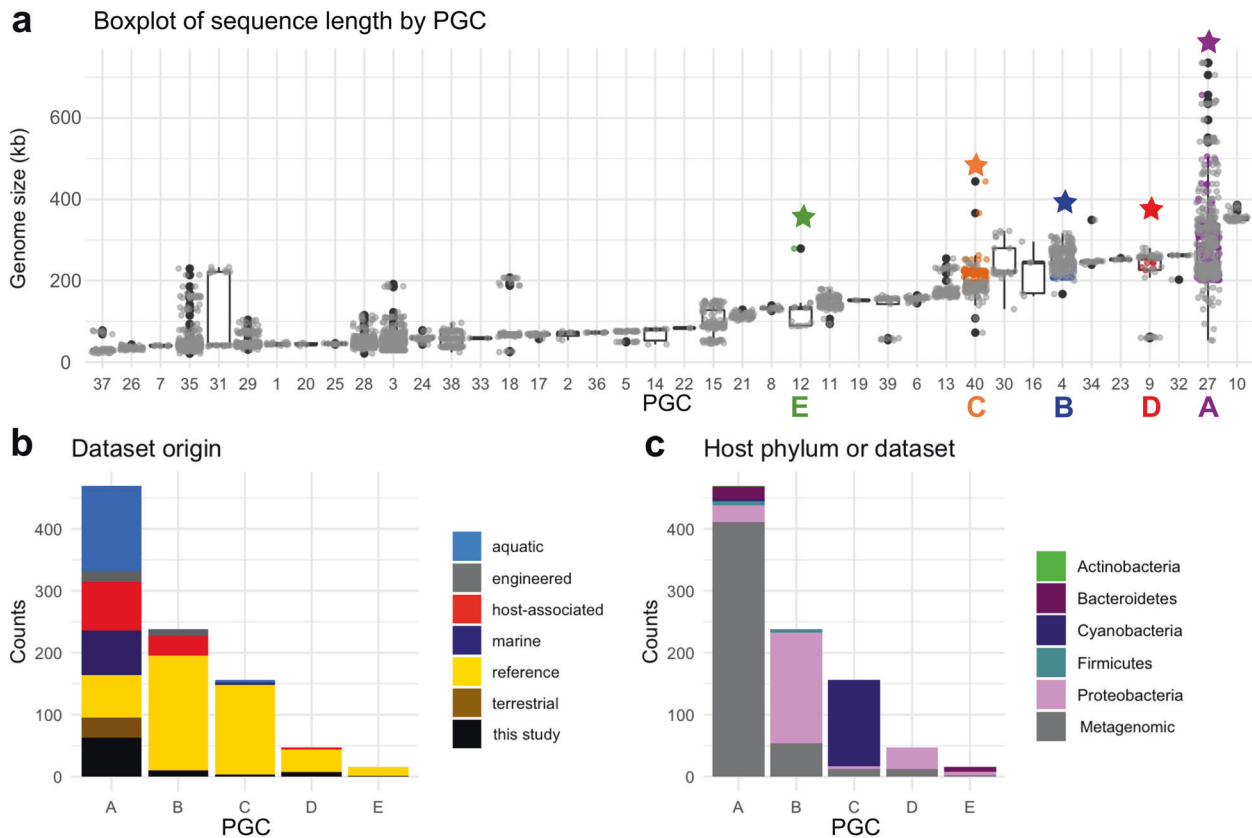 a Boxplot of sequence length by PGC
Genome size (kb)
600
400
200
0
37 26 7 35 31 29 1 20 25 28 3 24 38 33 18 17 2 36 5 14 22 15 21 8 12 11 19 39 6 13 40 30 16 4 34 23 9 32 27 10
PGC
E C B D A
b Dataset origin
Counts
400
300
200
100
0
A B C D E
PGC
aquatic
engineered
host-associated
marine
reference
terrestrial
this study
c Host phylum or dataset
Counts
400
300
200
100
0
A B C D E
PGC
Actinobacteria
Bacteroidetes
Cyanobacteria
Firmicutes
Proteobacteria
Metagenomic